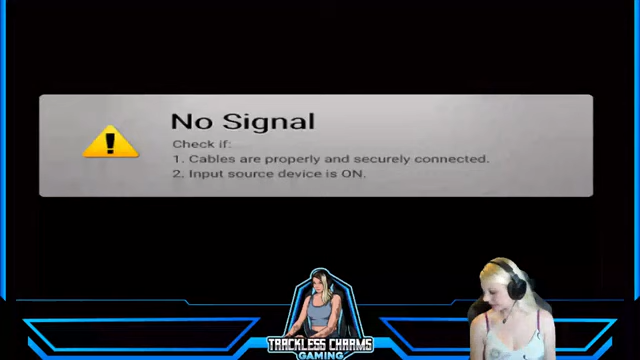 No Signal
Check if:
1. Cables are properly and securely connected.
2. Input source device is ON.
TRACKLESS CHARMS
GAMING